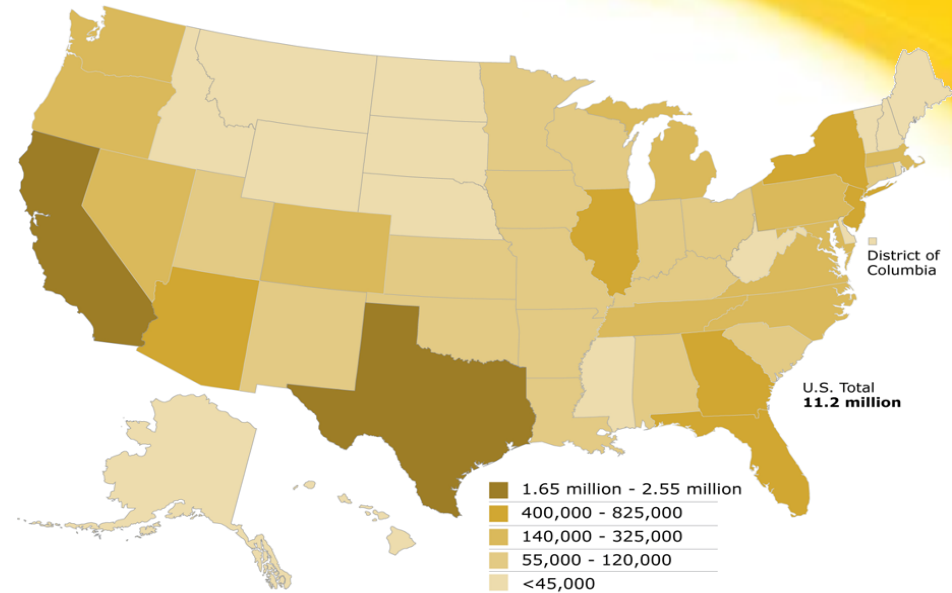 District of
Columbia
U.S. Total
11.2 million
1.65 million - 2.55 million
400,000 - 825,000
140,000 - 325,000
55,000 - 120,000
<45,000